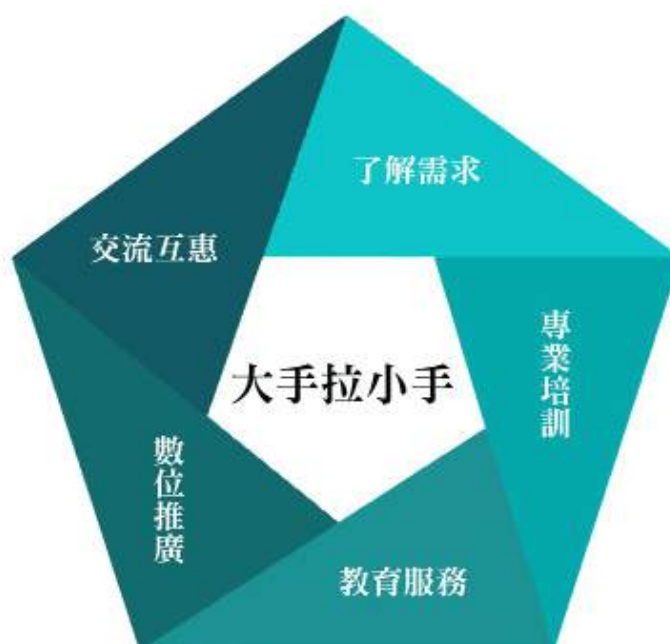 了解需求
交流互惠
專業培訓
大手拉小手
數位推廣
教育服務